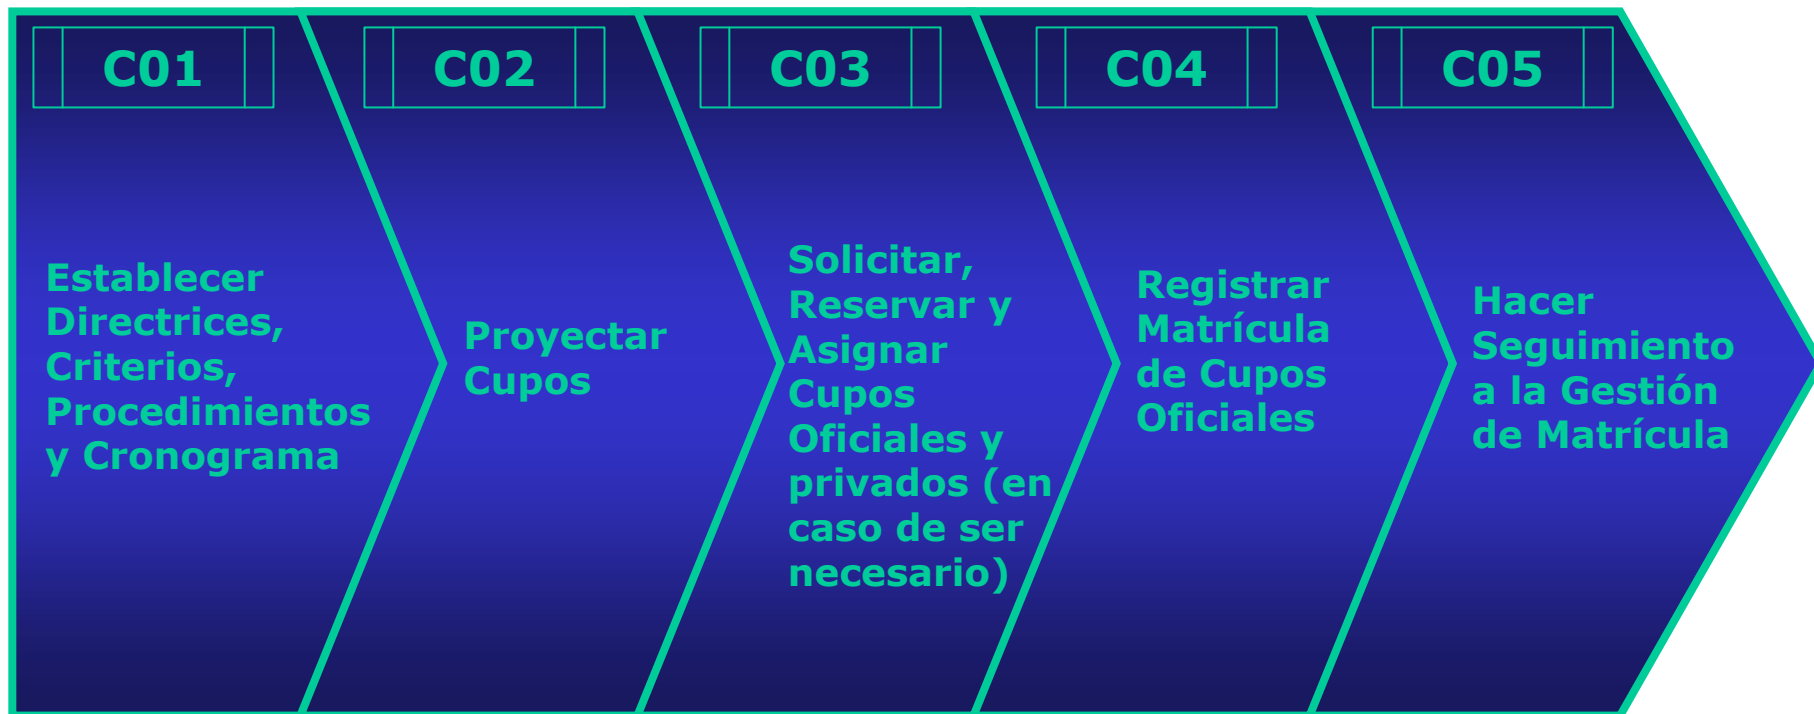 C01
Establecer
Directrices,
Criterios,
Procedimientos
y Cronograma
C02
Proyectar
Cupos
C03
Solicitar,
Reservar y
Asignar
Cupos
Oficiales y
privados (en
caso de ser
necesario)
C04
Registrar
Matrícula
de Cupos
Oficiales
C05
Hacer
Seguimiento
a la Gestión
de Matrícula